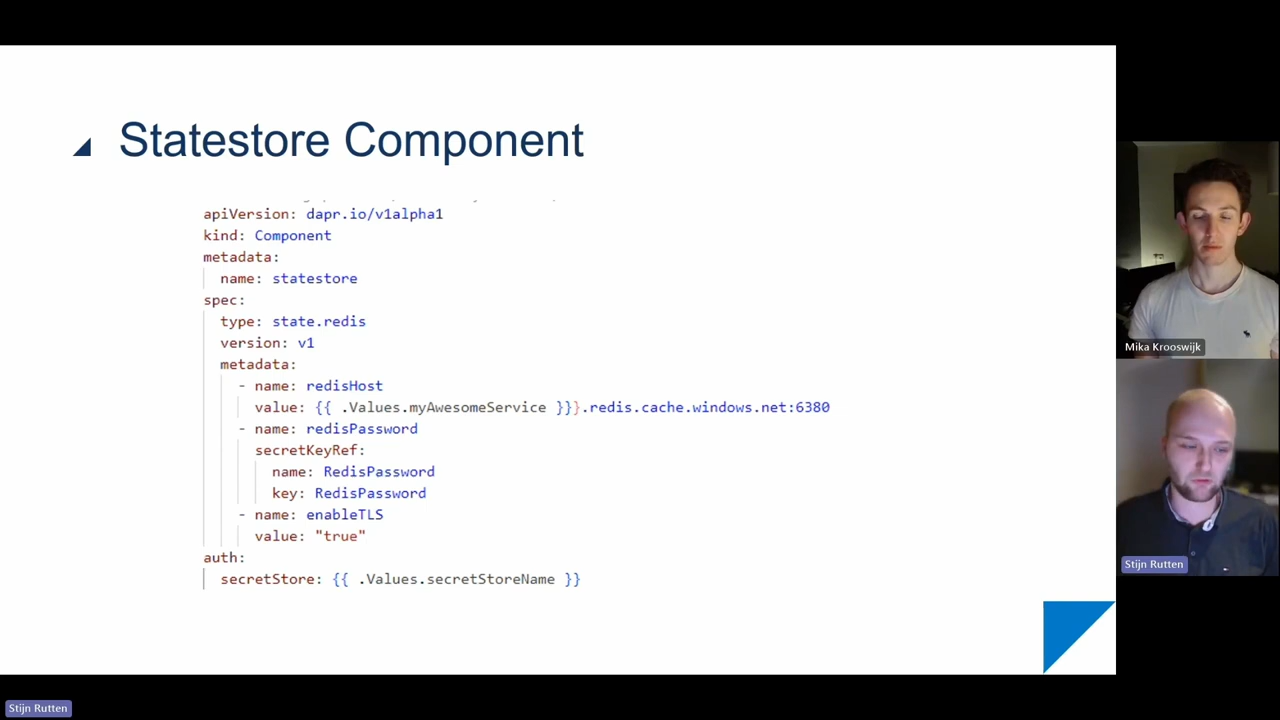 Statestore Component
apiVersion: dapr.io/v1alpha1
kind: Component
metadata:
name: statestore
spec:
type: state.redis
version: v1
metadata:
- name: redisHost
value: {{ .Values.myAwesomeService }}}.redis.cache.windows.net:6380
- name: redisPassword
secretKeyRef:
name: RedisPassword
key: RedisPassword
- name: enableTLS
value: "true"
auth:
secretStore: {{ .Values.secretStoreName }}
Mika Krooswijk
Stijn Rutten
Stijn Rutten